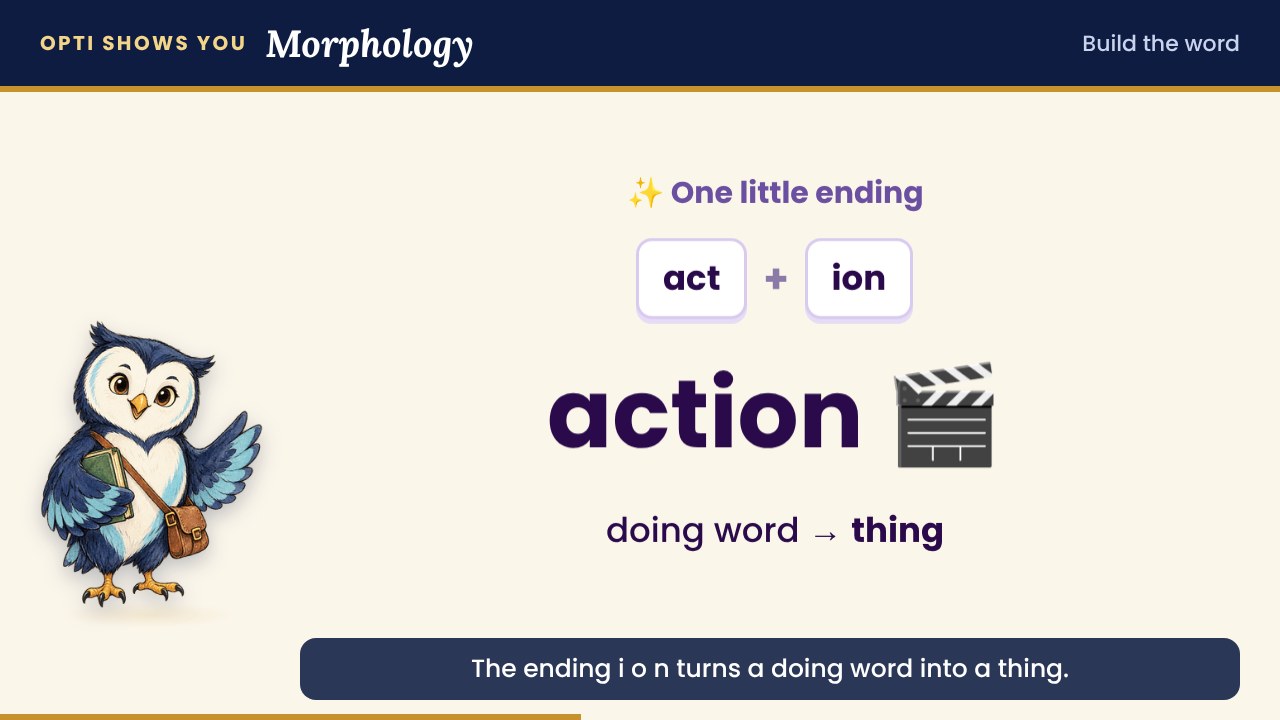 OPTI SHOWS YOU Morphology
Build the word
✨ One little ending
act + ion
action
doing word → thing
The ending i o n turns a doing word into a thing.